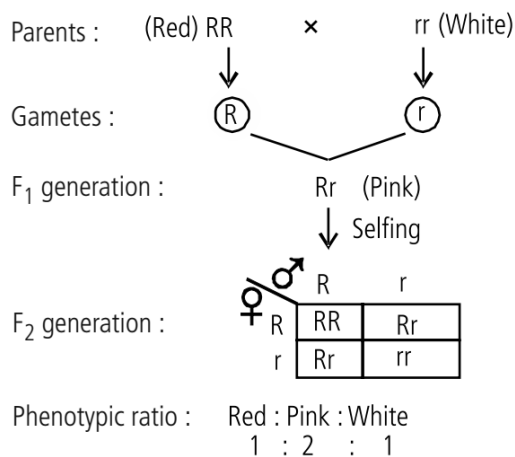 Parents : (Red) RR × rr (White)
Gametes : R r
F₁ generation : Rr (Pink)
Selfing
♀ ♂ R r
F₂ generation : R RR Rr
r Rr rr
Phenotypic ratio : Red : Pink : White
1 : 2 : 1